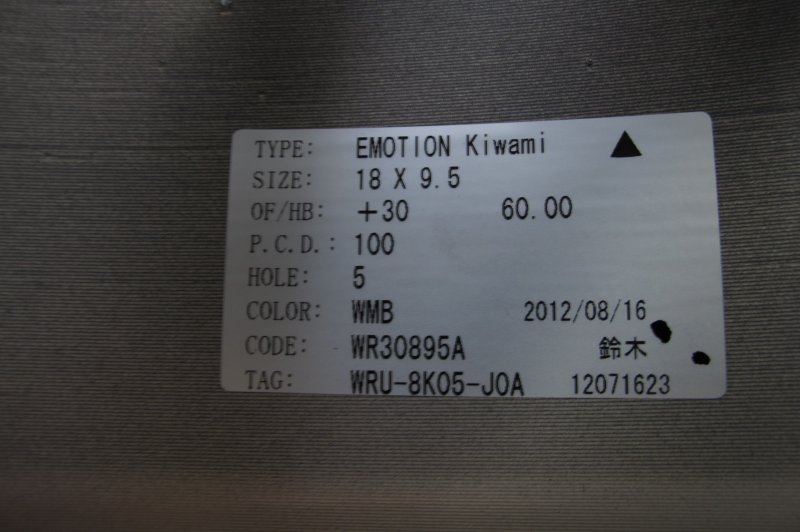 TYPE: EMOTION Kiwami ▲
SIZE: 18 X 9.5
OF/HB: +30 60.00
P.C.D.: 100
HOLE: 5
COLOR: WMB 2012/08/16
CODE: WR30895A 鈴木
TAG: WRU-8K05-J0A 12071623